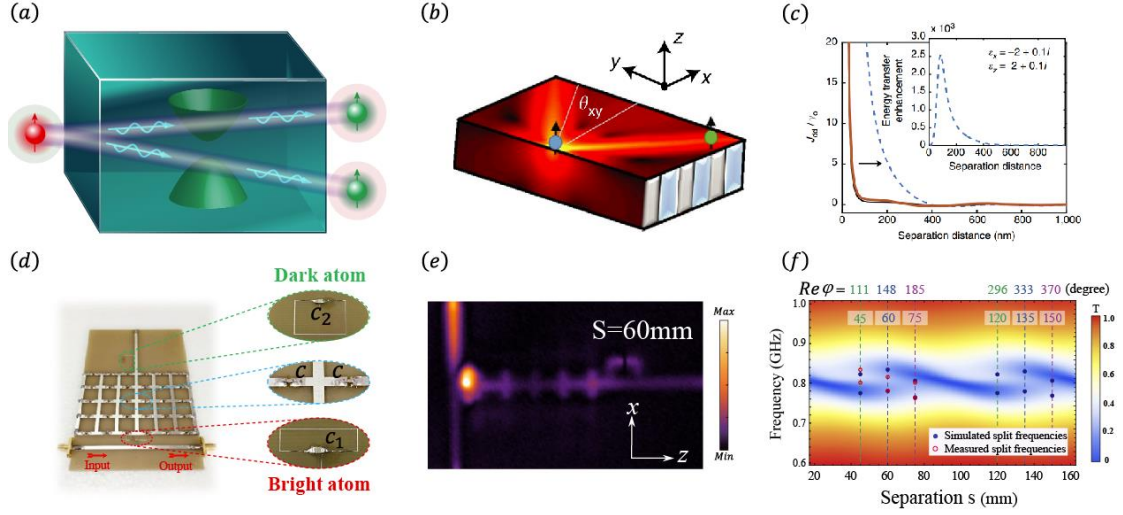 (a)
(b)
z
y
x
θxy
(c)
20
15
10
5
0
Jdd / γo
0
200
400
600
800
1.000
Separation distance (nm)
x 10³
3.0
2.5
2.0
1.5
1.0
0.5
0
Energy transfer
enhancement
εx = −2 + 0.1i
εz = 2 + 0.1i
0 200 400 600 800
Separation distance
(d)
Dark atom
C2
C C
C1
Input
Output
Bright atom
(e)
S=60mm
x
z
Max
Min
(f)
Re φ= 111 148 185 296 333 370 (degree)
45 60 75 120 135 150
1.0
0.9
0.8
0.7
0.6
Frequency (GHz)
Simulated split frequencies
Measured split frequencies
20 40 60 80 100 120 140 160
Separation s (mm)
T
1.0
0.8
0.6
0.4
0.2
0